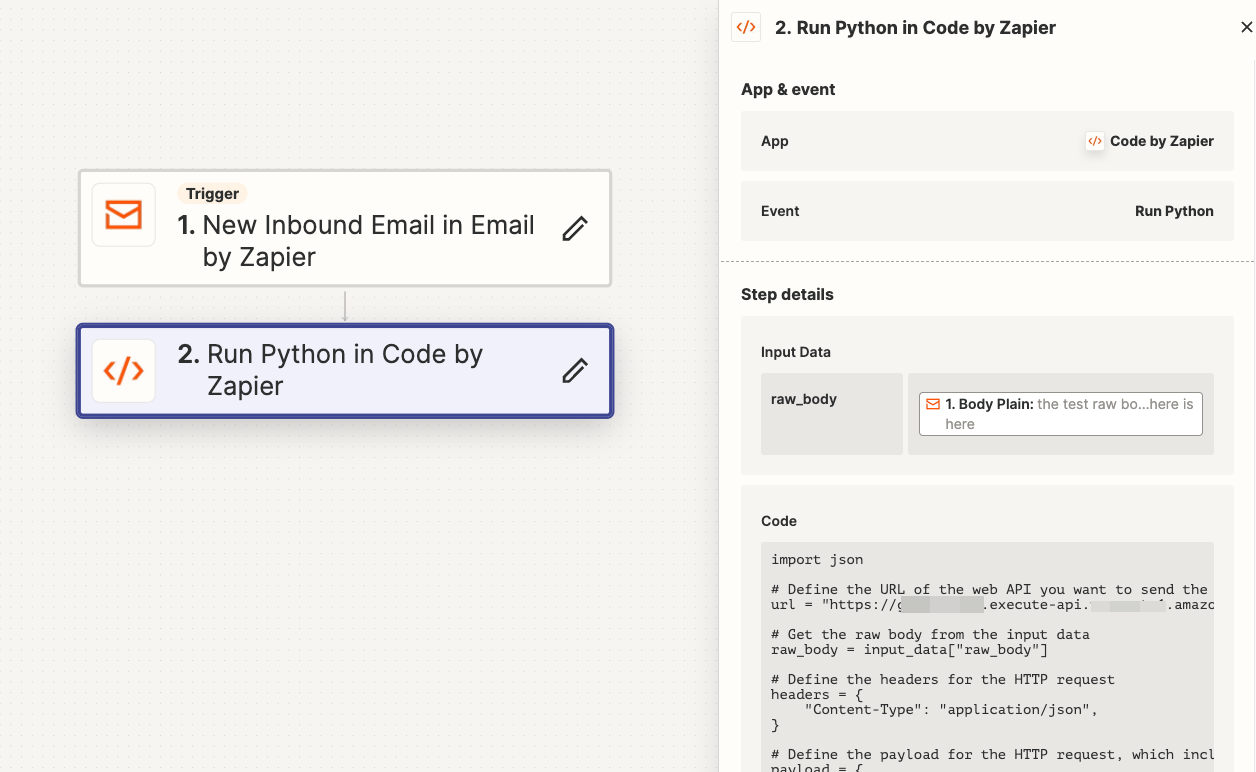 Trigger
1. New Inbound Email in Email
by Zapier
2. Run Python in Code by
Zapier
2. Run Python in Code by Zapier
App & event
App
Code by Zapier
Event
Run Python
Step details
Input Data
raw_body
1. Body Plain: the test raw bo...here is
here
Code
import json
# Define the URL of the web API you want to send the
url = "https://g .execute-api. .amazo
# Get the raw body from the input data
raw_body = input_data["raw_body"]
# Define the headers for the HTTP request
headers = {
"Content-Type": "application/json",
}
# Define the payload for the HTTP request, which incl
payload = {